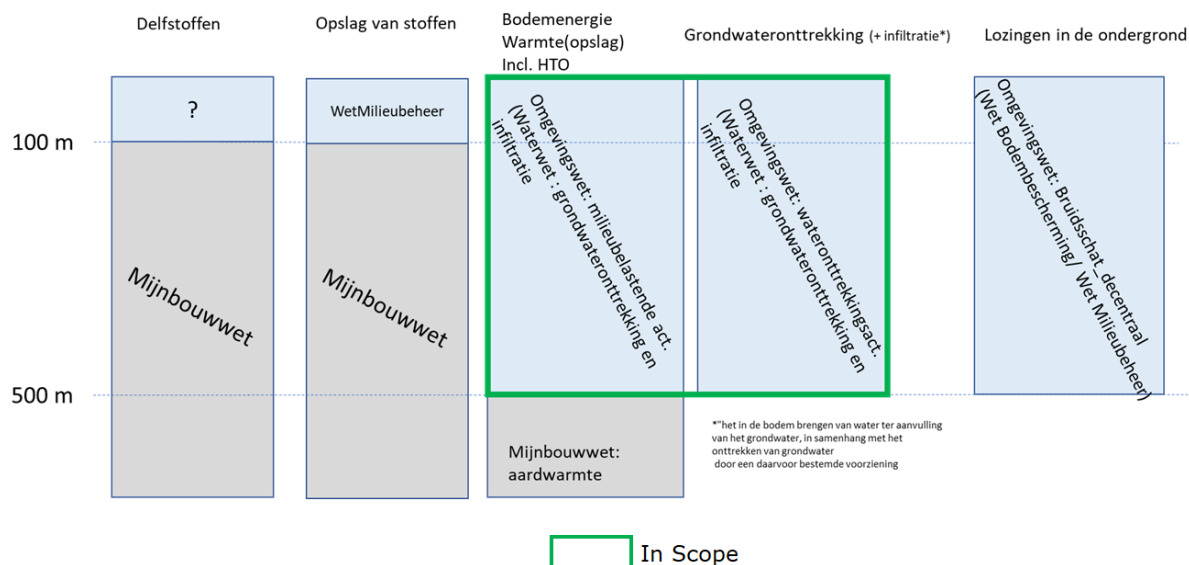 Delfstoffen
Opslag van stoffen
Bodemenergie
Warmte(opslag)
Incl. HTO
Grondwateronttrekking (+ infiltratie*)
Lozingen in de ondergrond
?
WetMilieubeheer
100 m
Mijnbouwwet
Mijnbouwwet
Omgevingswet: milieubelastende act.
(Waterwet : grondwateronttrekking en
infiltratie
Omgevingswet: wateronttrekkingsact.
(Waterwet : grondwateronttrekking en
infiltratie
Omgevingswet: Bruidsschat_decentraal
(Wet Bodembescherming/ Wet Milieubeheer)
500 m
Mijnbouwwet:
aardwarmte
*"het in de bodem brengen van water ter aanvulling
van het grondwater, in samenhang met het
onttrekken van grondwater
door een daarvoor bestemde voorziening
In Scope